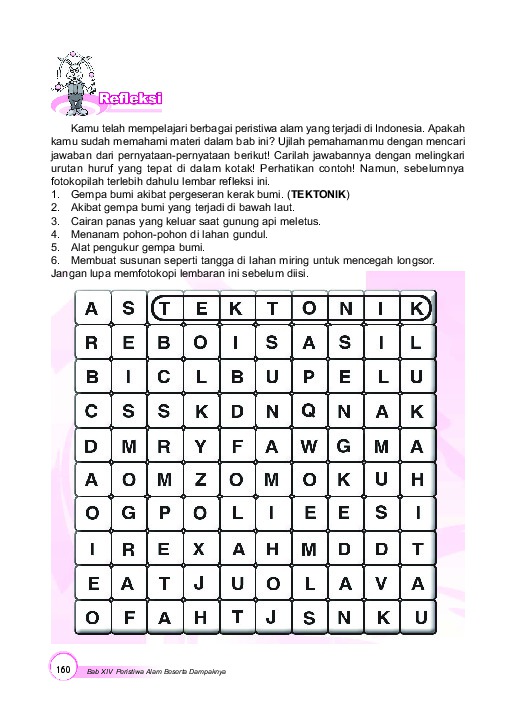 Refleksi
Kamu telah mempelajari berbagai peristiwa alam yang terjadi di Indonesia. Apakah
kamu sudah memahami materi dalam bab ini? Ujilah pemahamanmu dengan mencari
jawaban dari pernyataan-pernyataan berikut! Carilah jawabannya dengan melingkari
urutan huruf yang tepat di dalam kotak! Perhatikan contoh! Namun, sebelumnya
fotokopilah terlebih dahulu lembar refleksi ini.
1. Gempa bumi akibat pergeseran kerak bumi. (TEKTONIK)
2. Akibat gempa bumi yang terjadi di bawah laut.
3. Cairan panas yang keluar saat gunung api meletus.
4. Menanam pohon-pohon di lahan gundul.
5. Alat pengukur gempa bumi.
6. Membuat susunan seperti tangga di lahan miring untuk mencegah longsor.
Jangan lupa memfotokopi lembaran ini sebelum diisi.
A S T E K T O N I K
R E B O I S A S I L
B I C L B U P E L U
C S S K D N Q N A K
D M R Y F A W G M A
A O M Z O M O K U H
O G P O L I E E S I
I R E X A H M D D T
E A T J U O L A V A
O F A H T J S N K U
160 Bab XIV Peristiwa Alam Beserta Dampaknya